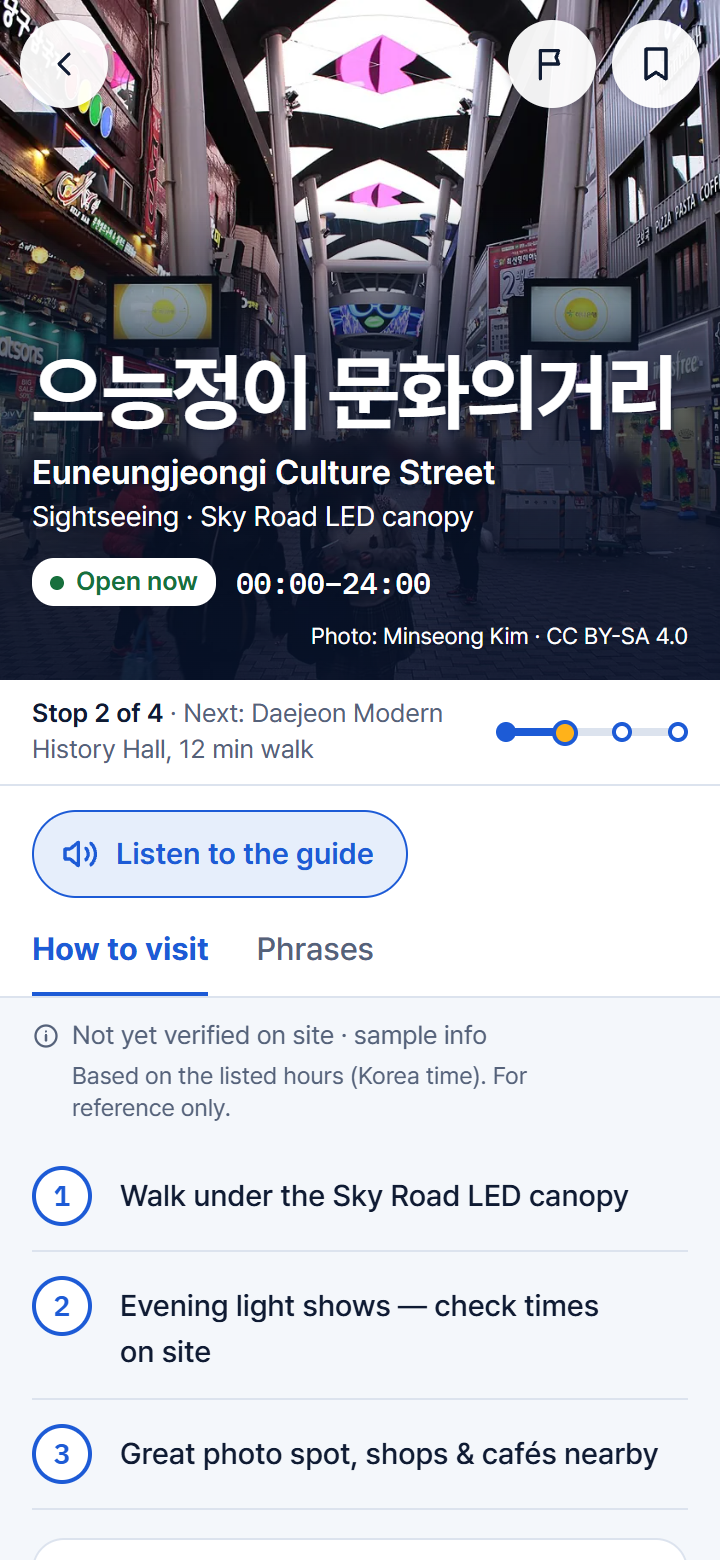 으능정이 문화의거리
Euneungjeongi Culture Street
Sightseeing · Sky Road LED canopy
Open now 00:00–24:00
Photo: Minseong Kim · CC BY-SA 4.0
Stop 2 of 4 · Next: Daejeon Modern
History Hall, 12 min walk
Listen to the guide
How to visit Phrases
Not yet verified on site · sample info
Based on the listed hours (Korea time). For
reference only.
1 Walk under the Sky Road LED canopy
2 Evening light shows — check times
on site
3 Great photo spot, shops & cafés nearby